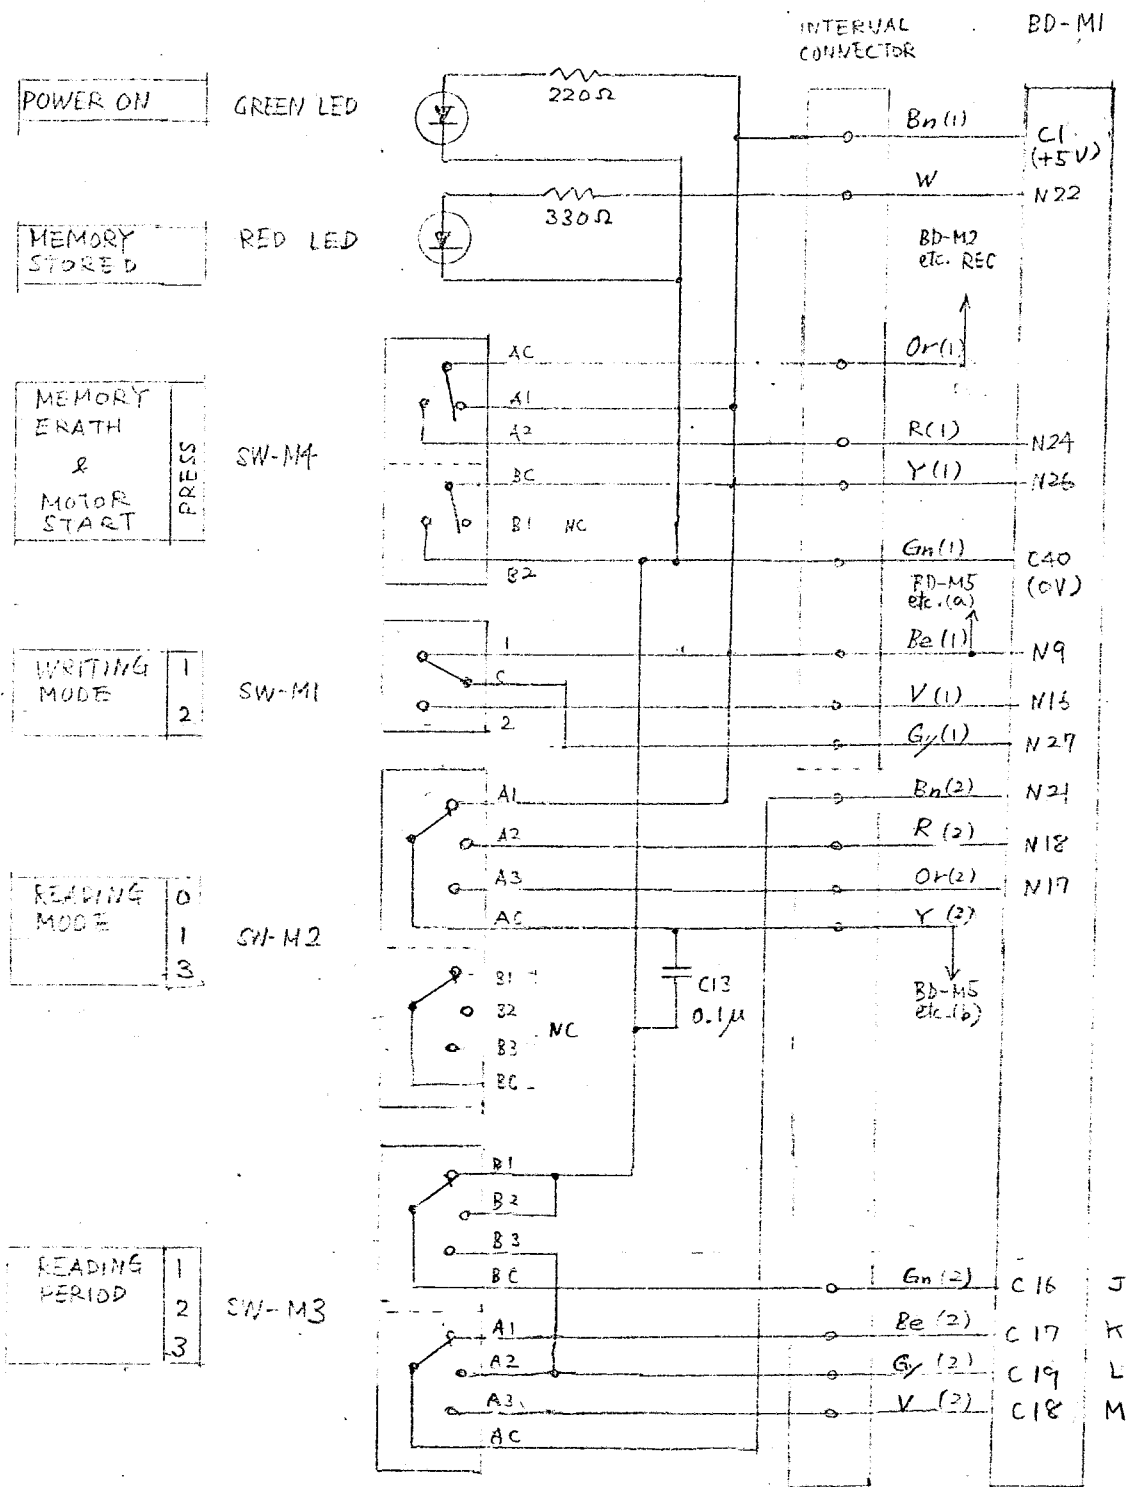 INTERVAL
CONNECTOR
BD-M1
POWER ON
GREEN LED
220Ω
Bn(1)
C1
(+5V)
MEMORY
STORED
RED LED
330Ω
W
N22
BD-M2
etc. REC
MEMORY
ERATH
&
MOTOR
START
PRESS
SW-M4
AC
A1
A2
BC
B1 NC
B2
Or(1)
R(1)
N24
Y(1)
N26
Gn(1)
C40
(0V)
BD-M5
etc.(a)
WRITING
MODE
1
2
SW-M1
1
C
2
Be(1)
N9
V(1)
Gy(1)
N27
READING
MODE
0
1
3
SW-M2
A1
A2
A3
AC
B1
B2
B3
BC
NC
C13
0.1μ
Bn(2)
N21
R(2)
N18
Or(2)
N17
Y(2)
BD-M5
etc.(b)
READING
PERIOD
1
2
3
SW-M3
B1
B2
B3
BC
A1
A2
A3
AC
Gn(2)
C16
J
Be(2)
C17
K
Gy(2)
C19
L
V(2)
C18
M